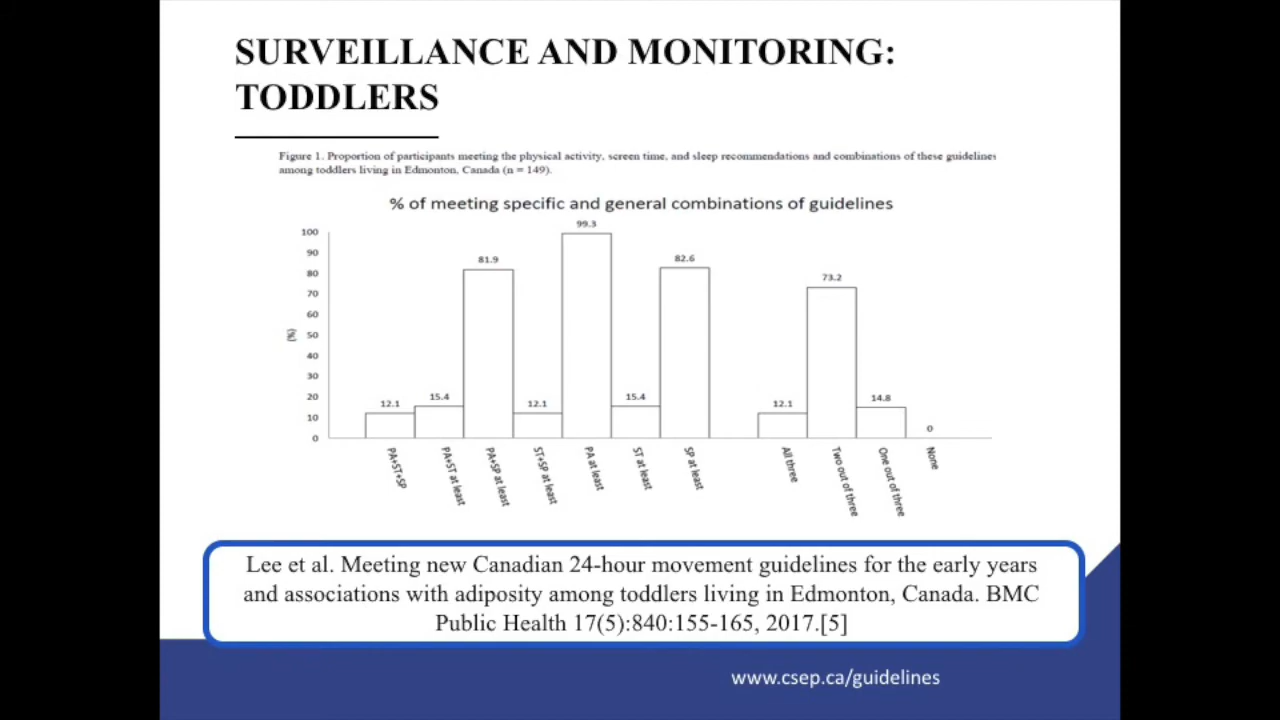 SURVEILLANCE AND MONITORING:
TODDLERS
Figure 1. Proportion of participants meeting the physical activity, screen time, and sleep recommendations and combinations of these guidelines
among toddlers living in Edmonton, Canada (n = 149).
% of meeting specific and general combinations of guidelines
(%)
100
90
80
70
60
50
40
30
20
10
0
12.1
15.4
81.9
12.1
99.3
15.4
82.6
12.1
73.2
14.8
0
PA+ST+SP
PA+ST at least
PA+SP at least
ST+SP at least
PA at least
ST at least
SP at least
All three
Two out of three
One out of three
None
Lee et al. Meeting new Canadian 24-hour movement guidelines for the early years
and associations with adiposity among toddlers living in Edmonton, Canada. BMC
Public Health 17(5):840:155-165, 2017.[5]
www.csep.ca/guidelines